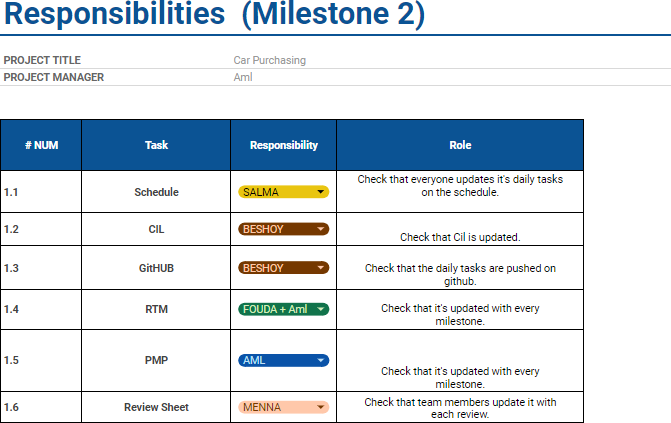 Responsibilities (Milestone 2)
PROJECT TITLE Car Purchasing
PROJECT MANAGER Aml
# NUM Task Responsibility Role
1.1 Schedule SALMA Check that everyone updates it's daily tasks
on the schedule.
1.2 CIL BESHOY Check that Cil is updated.
1.3 GitHUB BESHOY Check that the daily tasks are pushed on
github.
1.4 RTM FOUDA + Aml Check that it's updated with every
milestone.
1.5 PMP AML Check that it's updated with every
milestone.
1.6 Review Sheet MENNA Check that team members update it with
each review.